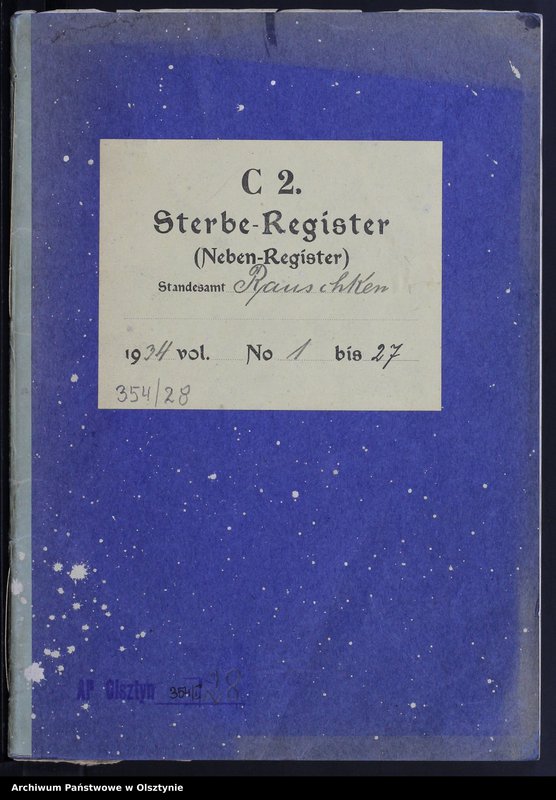 C 2.
Sterbe-Register
(Neben-Register)
Standesamt Rauschken
1934 vol. No 1 bis 27
354/28
AP Olsztyn 354/28
Archiwum Państwowe w Olsztynie